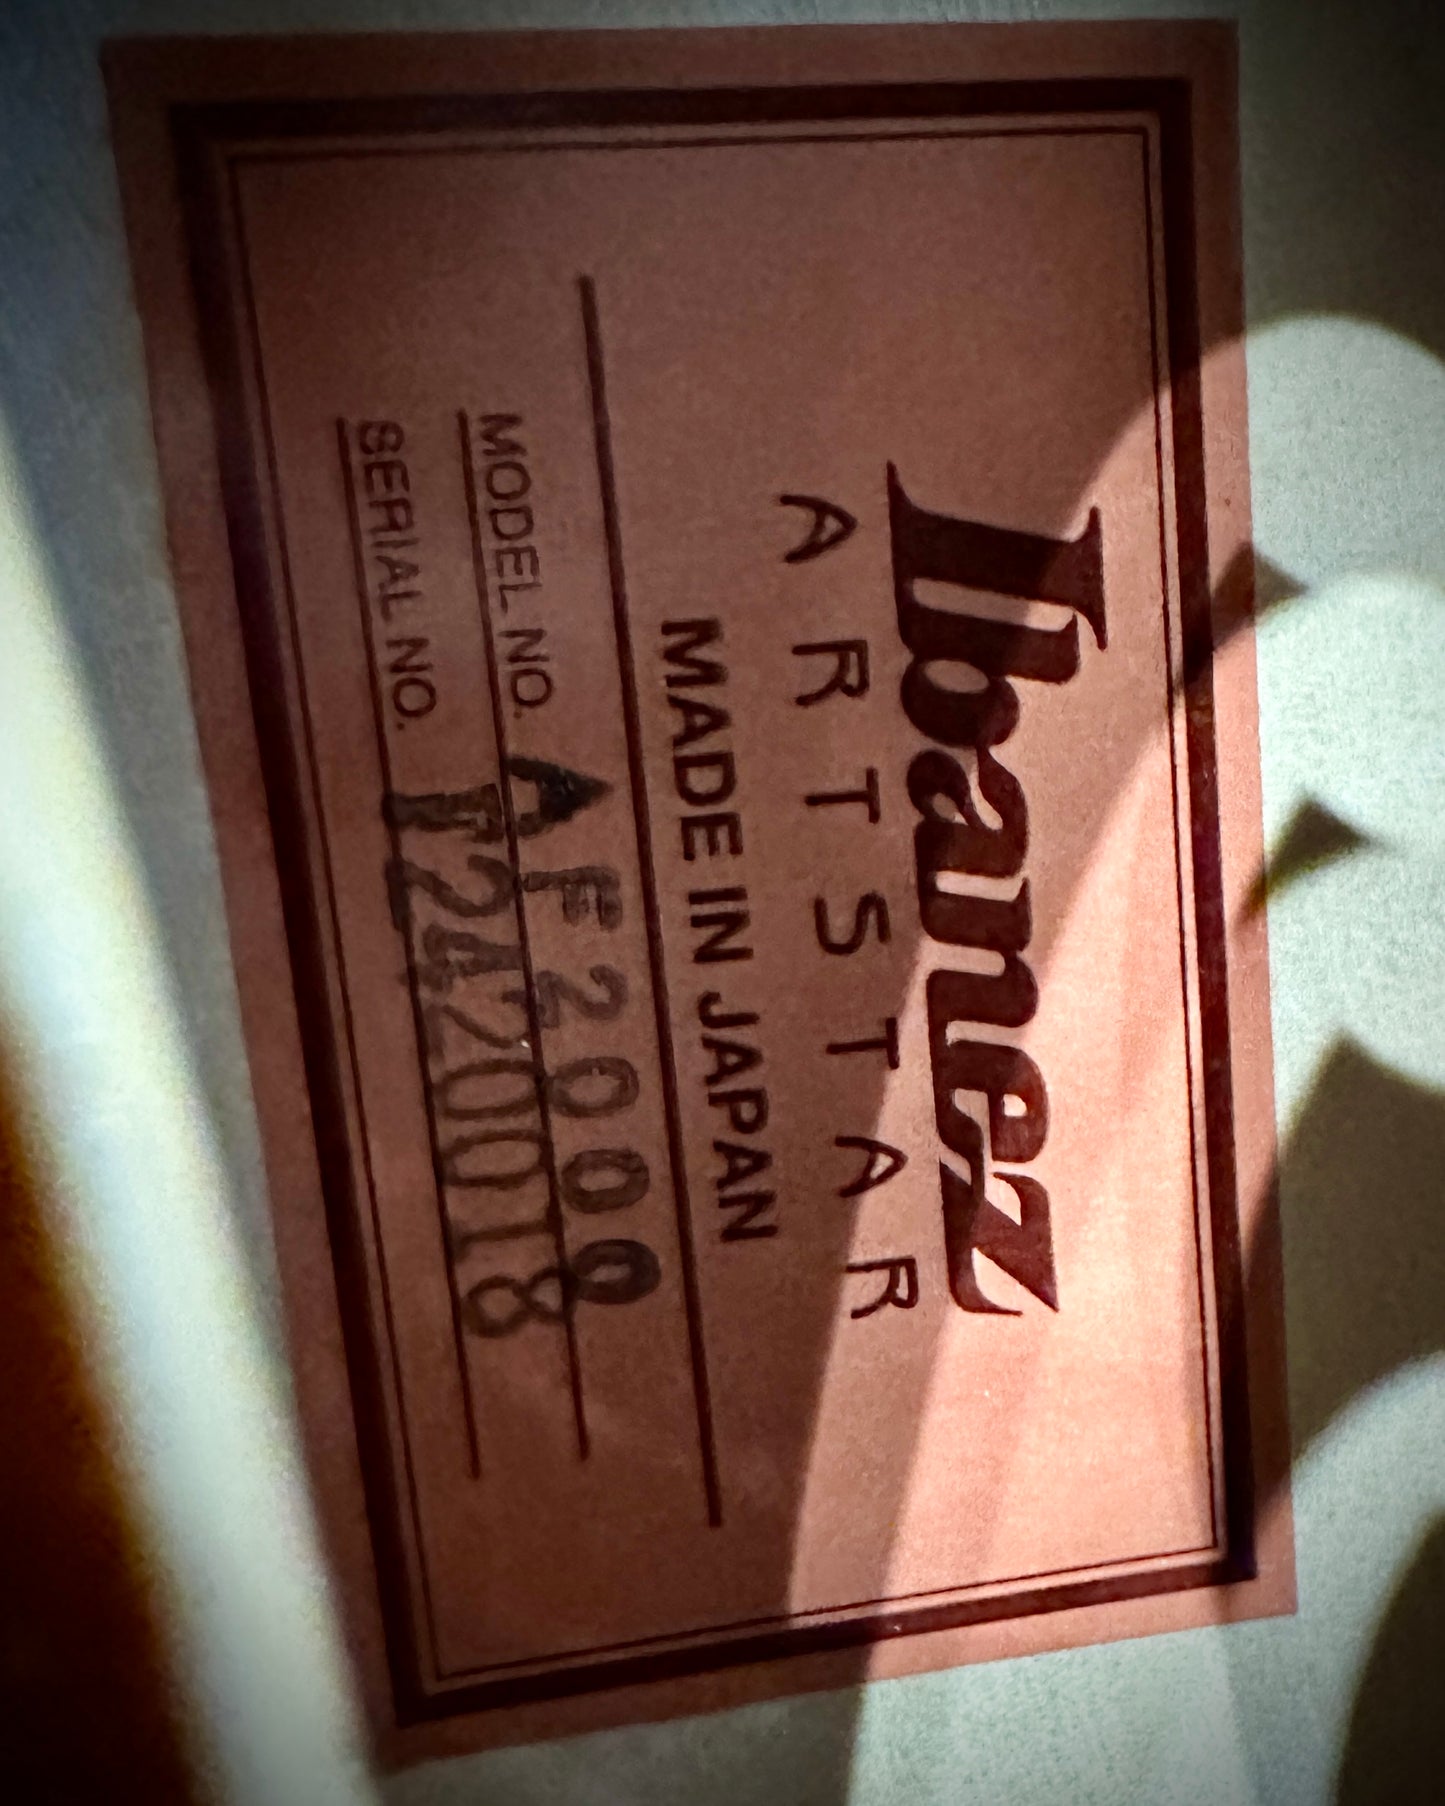 Ibanez
ARTSTAR
MADE IN JAPAN
MODEL NO. AF2000
SERIAL NO. F2420018